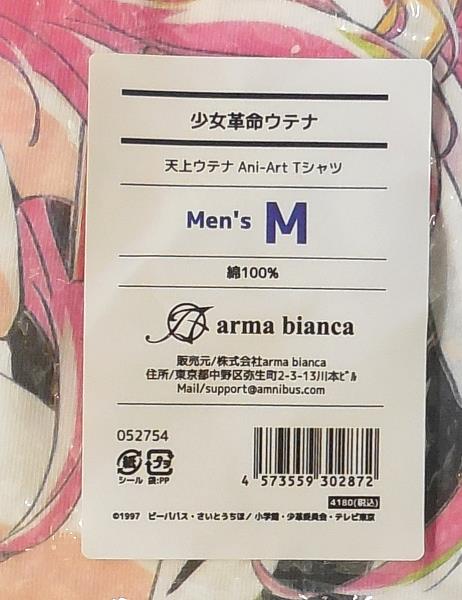 少女革命ウテナ
天上ウテナ Ani-Art Tシャツ
Men's M
綿100%
arma bianca
販売元/株式会社arma bianca
住所/東京都中野区弥生町2-3-13川本ﾋﾞﾙ
Mail/support@amnibus.com
052754
紙 プラ
シール 袋:PP
4 573559 302872
4180(税込)
©1997 ビーパパス・さいとうちほ/ 小学館・少革委員会・テレビ東京